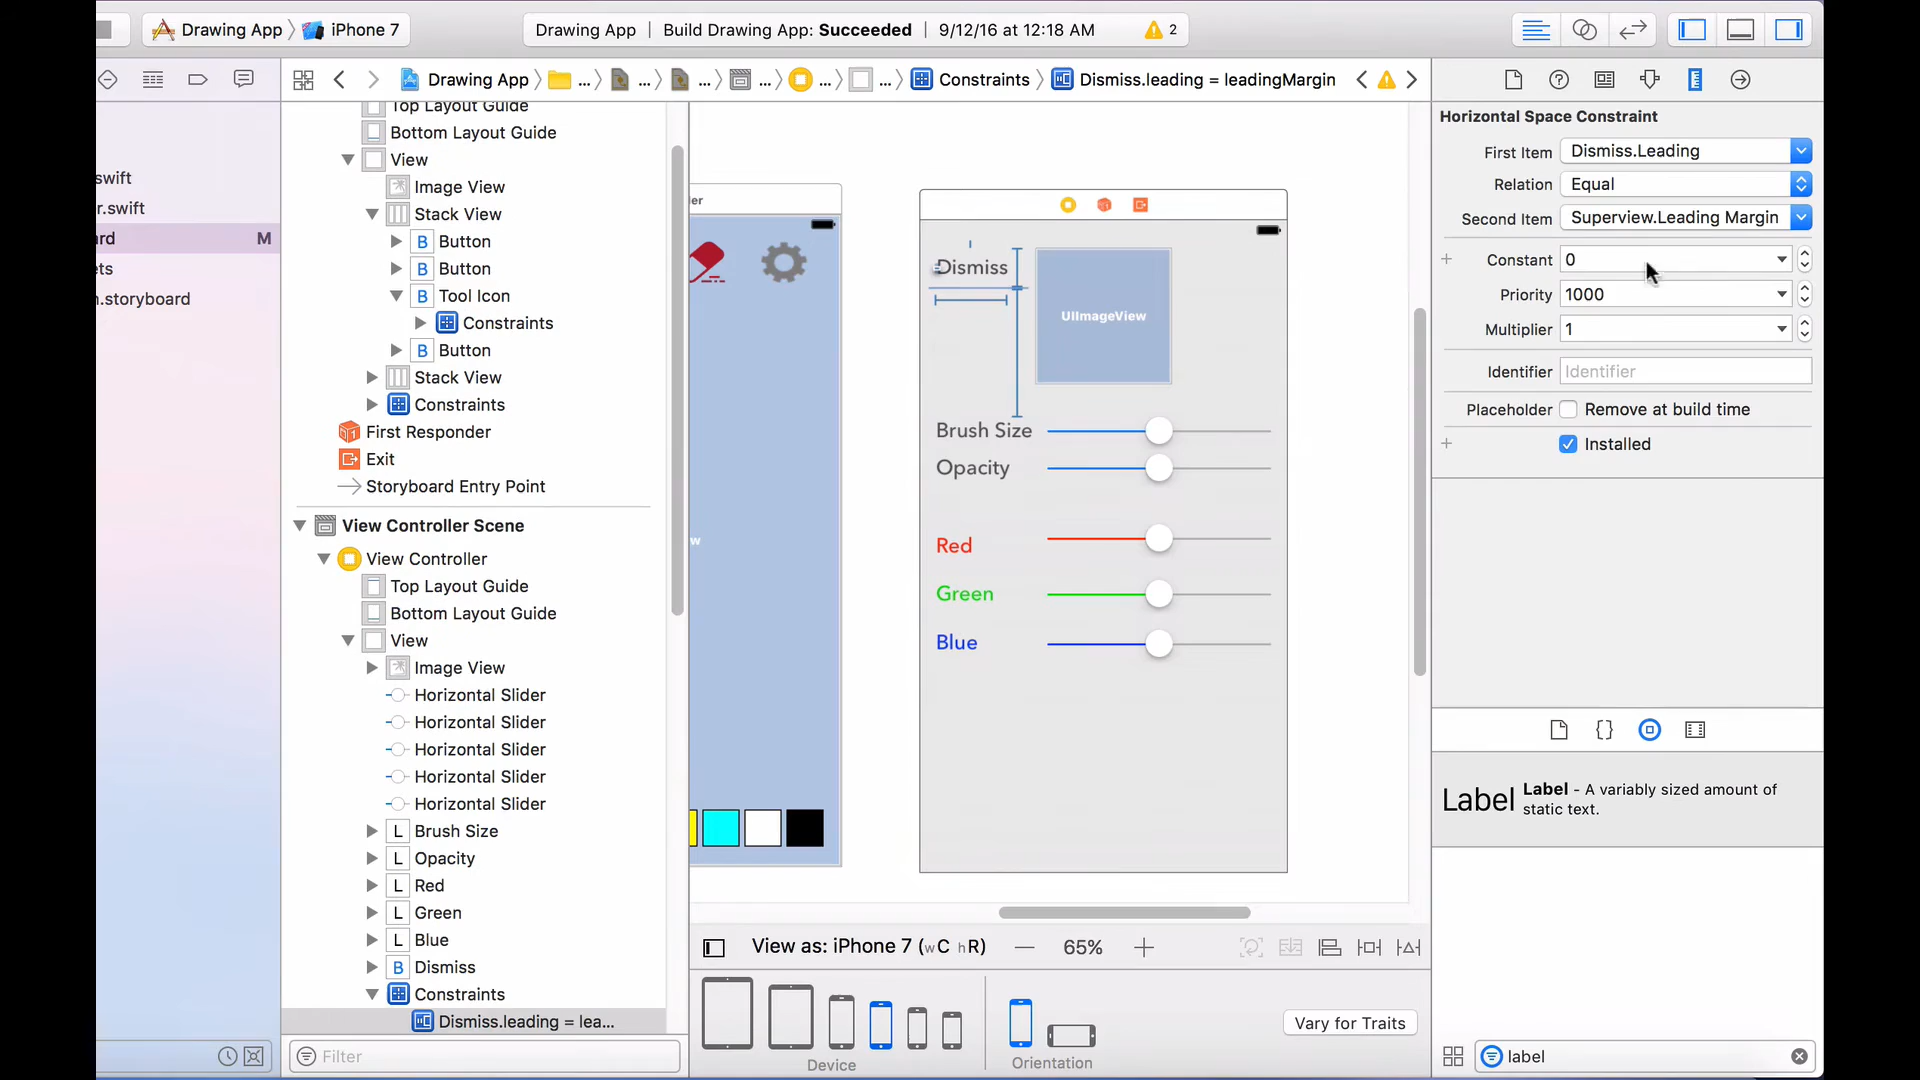 Drawing App
iPhone 7
Drawing App
Build Drawing App: Succeeded
9/12/16 at 12:18 AM
2
Drawing App
...
...
...
...
...
...
Constraints
Dismiss.leading = leadingMargin
swift
r.swift
rd
M
ts
n.storyboard
Top Layout Guide
Bottom Layout Guide
View
Image View
Stack View
B Button
B Button
B Tool Icon
Constraints
B Button
Stack View
Constraints
First Responder
Exit
Storyboard Entry Point
View Controller Scene
View Controller
Top Layout Guide
Bottom Layout Guide
View
Image View
Horizontal Slider
Horizontal Slider
Horizontal Slider
Horizontal Slider
Horizontal Slider
L Brush Size
L Opacity
L Red
L Green
L Blue
B Dismiss
Constraints
Dismiss.leading = lea...
Filter
er
w
Dismiss
UIImageView
Brush Size
Opacity
Red
Green
Blue
View as: iPhone 7 (wC hR)
65%
Device
Orientation
Vary for Traits
Horizontal Space Constraint
First Item Dismiss.Leading
Relation Equal
Second Item Superview.Leading Margin
Constant 0
Priority 1000
Multiplier 1
Identifier Identifier
Placeholder Remove at build time
Installed
Label
Label - A variably sized amount of
static text.
label